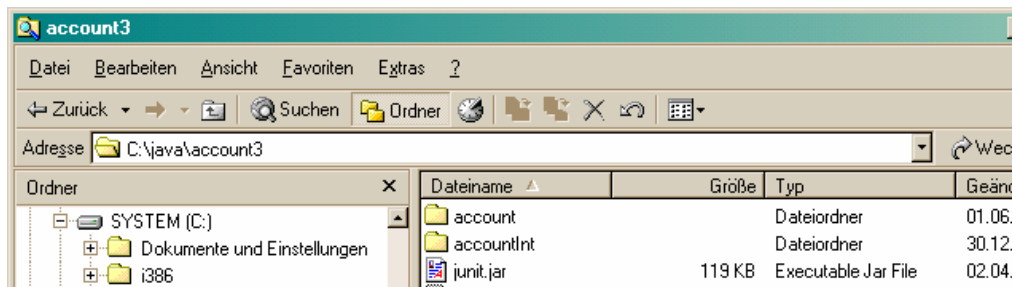 account3
Datei Bearbeiten Ansicht Favoriten Extras ?
Zurück Suchen Ordner
Adresse C:\java\account3 Wec
Ordner x Dateiname Größe Typ Geänd
SYSTEM (C:) account Dateiordner 01.06.
Dokumente und Einstellungen accountInt Dateiordner 30.12.
i386 junit.jar 119 KB Executable Jar File 02.04.